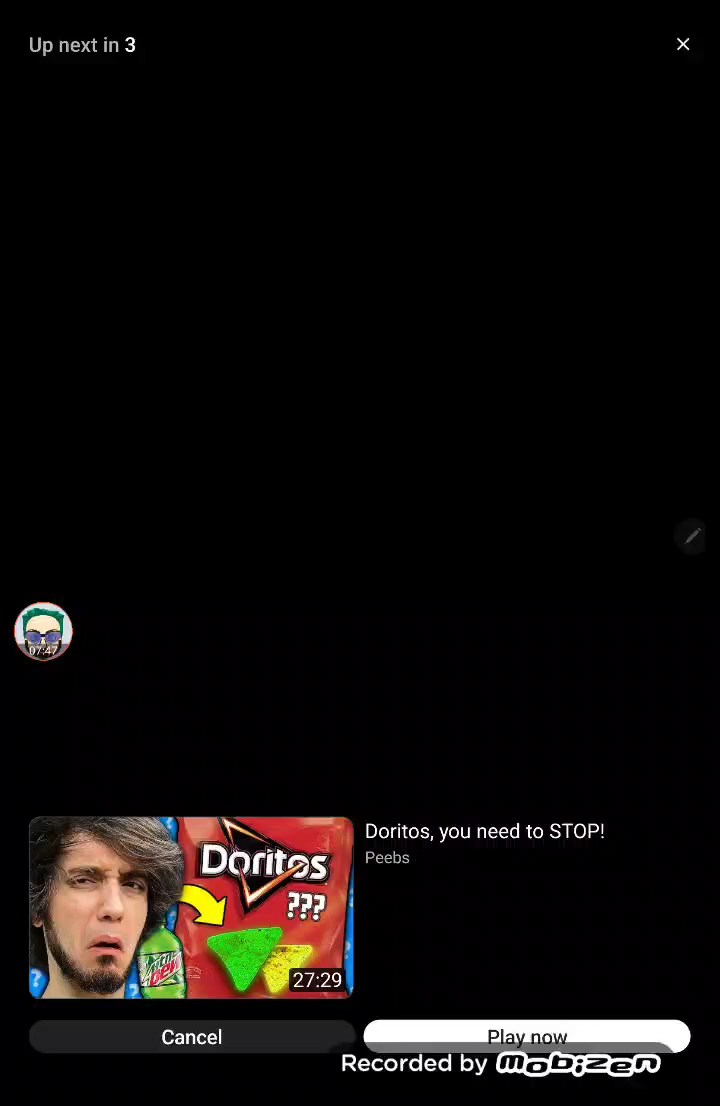 Up next in 3
07:47
Doritos, you need to STOP!
Peebs
Doritos
???
Mtn
Dew
27:29
Cancel
Play now
Recorded by mobizen